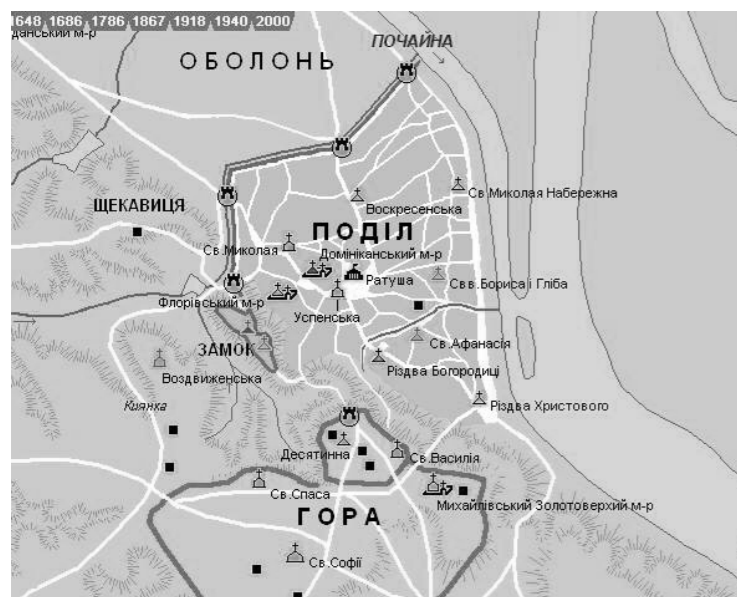 1648 1686 1786 1867 1918 1940 2000
данський м-р
ПОЧАЙНА
ОБОЛОНЬ
Св.Миколая Набережна
ЩЕКАВИЦЯ
Воскресенська
ПОДІЛ
Св.Миколая
Домініканський м-р
Ратуша
Свв.Бориса і Гліба
Флорівський м-р
Успенська
Св.Афанасія
ЗАМОК
Різдва Богородиці
Воздвиженська
Киянка
Різдва Христового
Десятинна
Св.Василія
Св.Спаса
Михайлівський Золотоверхий м-р
ГОРА
Св.Софії